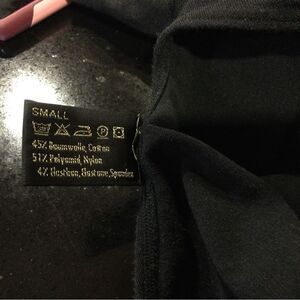 SMALL
45% Baumwolle, Cotton
51% Polyamid, Nylon
4% Elasthan, Elastane, Spandex